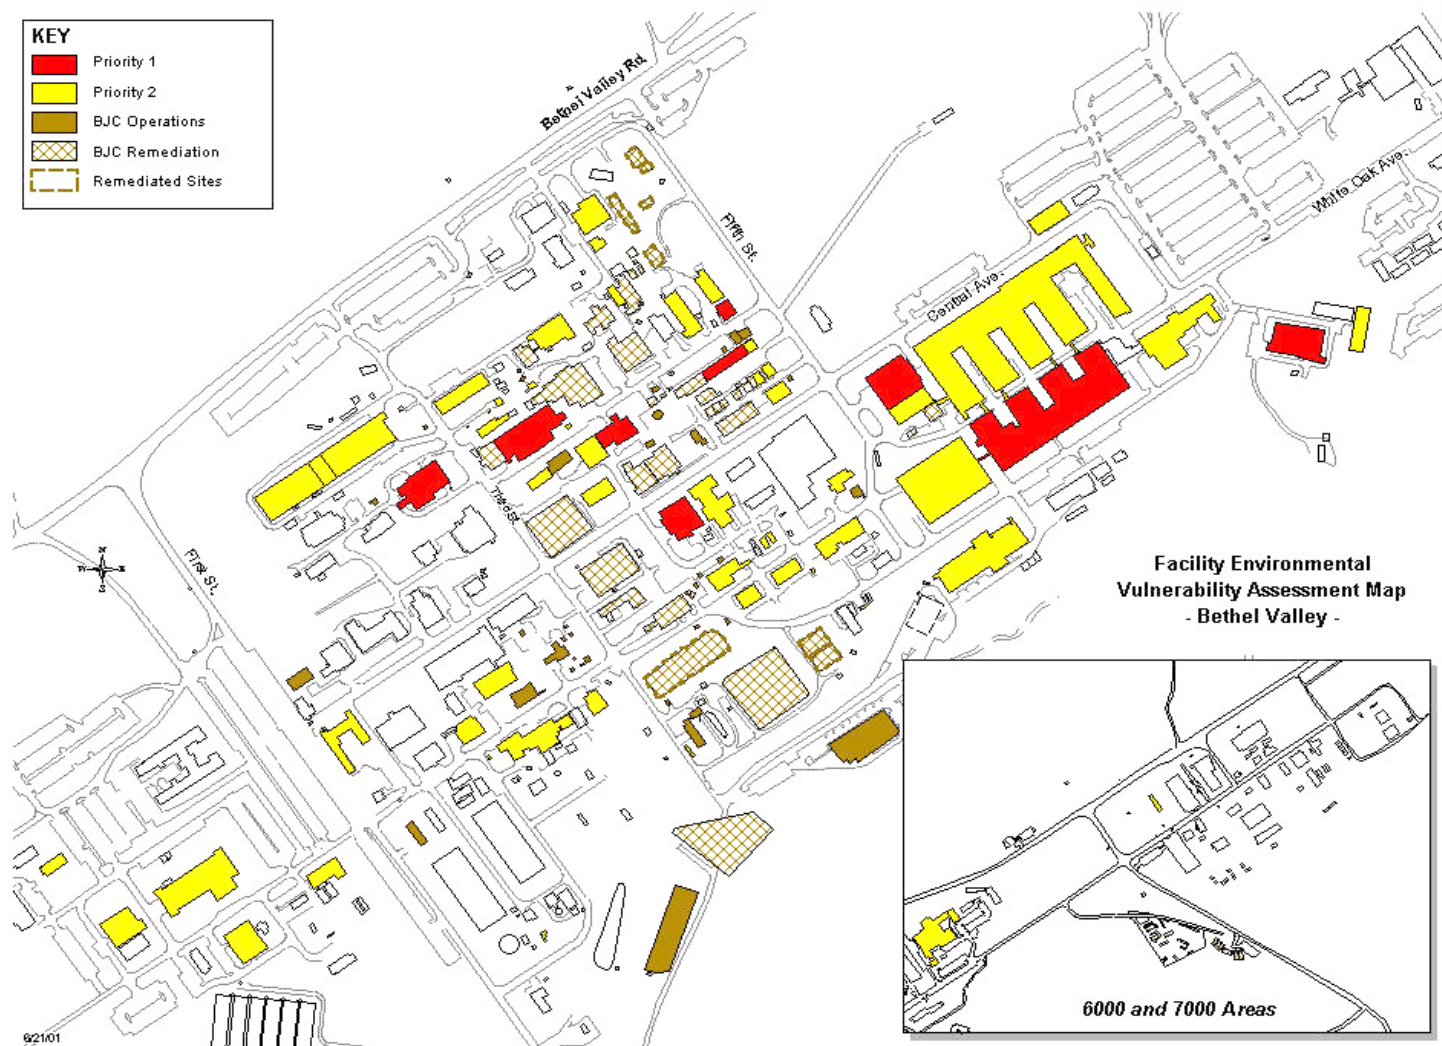 KEY
Priority 1
Priority 2
BJC Operations
BJC Remediation
Remediated Sites
Bethel Valley Rd.
White Oak Ave.
Fifth St.
Central Ave.
Third St.
First St.
N
W E
S
Facility Environmental
Vulnerability Assessment Map
- Bethel Valley -
6000 and 7000 Areas
6/21/01